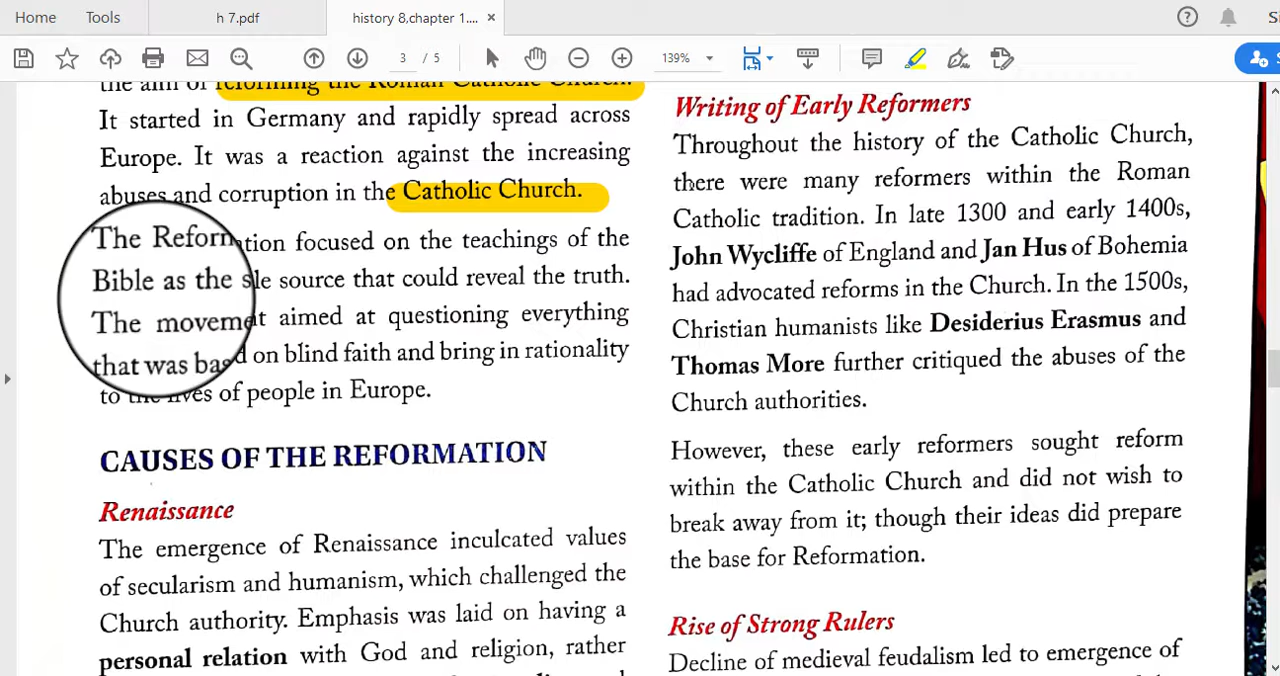 Home Tools h 7.pdf history 8,chapter 1.... ×
3 / 5 139%
the aim of reforming the Roman Catholic Church.
It started in Germany and rapidly spread across
Europe. It was a reaction against the increasing
abuses and corruption in the Catholic Church.
The Reformation focused on the teachings of the
Bible as the sle source that could reveal the truth.
The movement aimed at questioning everything
that was based on blind faith and bring in rationality
to the lives of people in Europe.
CAUSES OF THE REFORMATION
Renaissance
The emergence of Renaissance inculcated values
of secularism and humanism, which challenged the
Church authority. Emphasis was laid on having a
personal relation with God and religion, rather
Writing of Early Reformers
Throughout the history of the Catholic Church,
there were many reformers within the Roman
Catholic tradition. In late 1300 and early 1400s,
John Wycliffe of England and Jan Hus of Bohemia
had advocated reforms in the Church. In the 1500s,
Christian humanists like Desiderius Erasmus and
Thomas More further critiqued the abuses of the
Church authorities.
However, these early reformers sought reform
within the Catholic Church and did not wish to
break away from it; though their ideas did prepare
the base for Reformation.
Rise of Strong Rulers
Decline of medieval feudalism led to emergence of